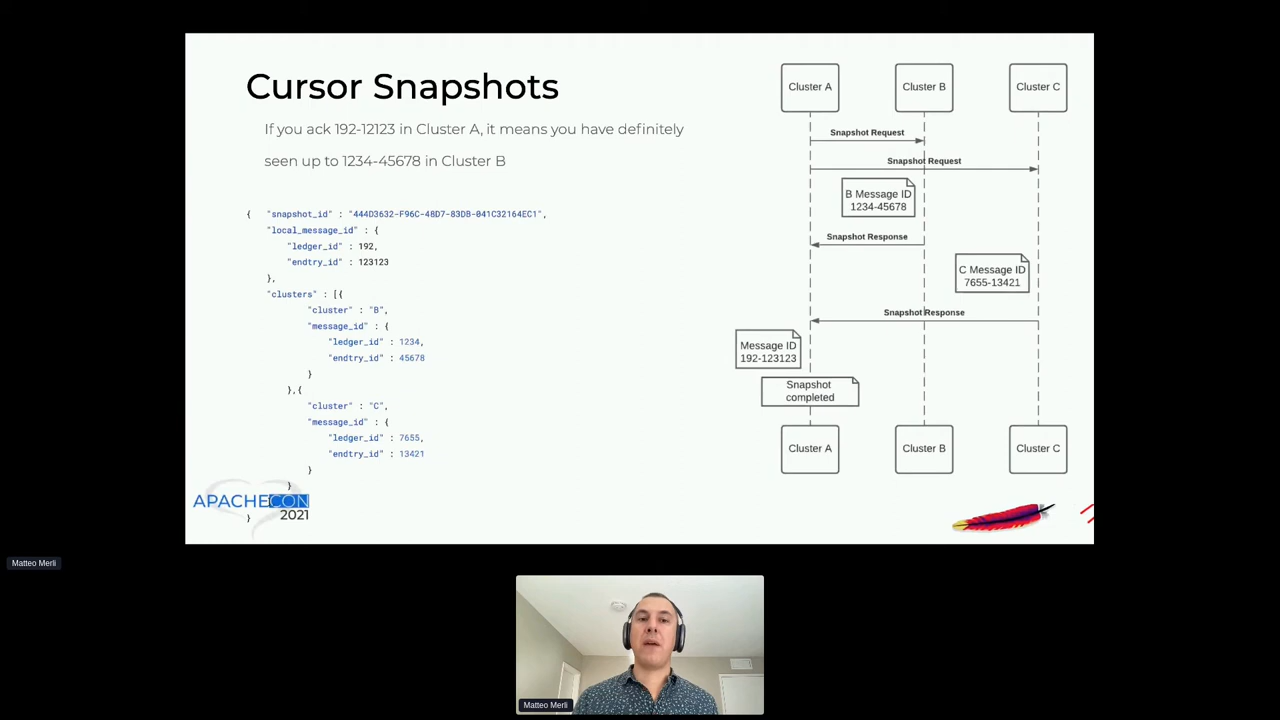 Cursor Snapshots
If you ack 192-12123 in Cluster A, it means you have definitely
seen up to 1234-45678 in Cluster B
{ "snapshot_id" : "444D3632-F96C-48D7-83DB-041C32164EC1",
"local_message_id" : {
"ledger_id" : 192,
"endtry_id" : 123123
},
"clusters" : [{
"cluster" : "B",
"message_id" : {
"ledger_id" : 1234,
"endtry_id" : 45678
}
},{
"cluster" : "C",
"message_id" : {
"ledger_id" : 7655,
"endtry_id" : 13421
}
}
}
APACHECON
2021
Cluster A
Cluster B
Cluster C
Snapshot Request
Snapshot Request
B Message ID
1234-45678
Snapshot Response
C Message ID
7655-13421
Snapshot Response
Message ID
192-123123
Snapshot
completed
Cluster A
Cluster B
Cluster C
Matteo Merli
Matteo Merli